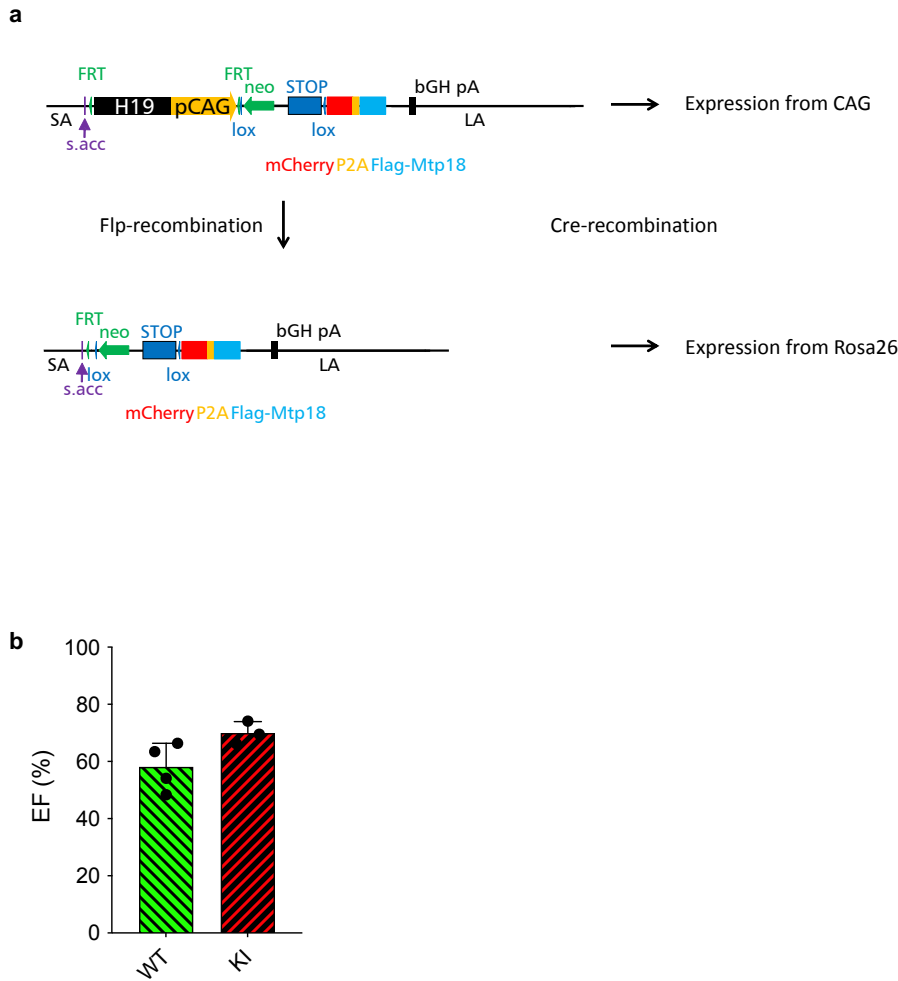 a
FRT FRT
neo STOP bGH pA
H19 pCAG
SA lox lox LA
s.acc
Expression from CAG
mCherry P2A Flag-Mtp18
Flp-recombination Cre-recombination
FRT
neo STOP bGH pA
SA lox lox LA
s.acc
Expression from Rosa26
mCherry P2A Flag-Mtp18
b
100
80
60
40
20
0
EF (%)
WT KI